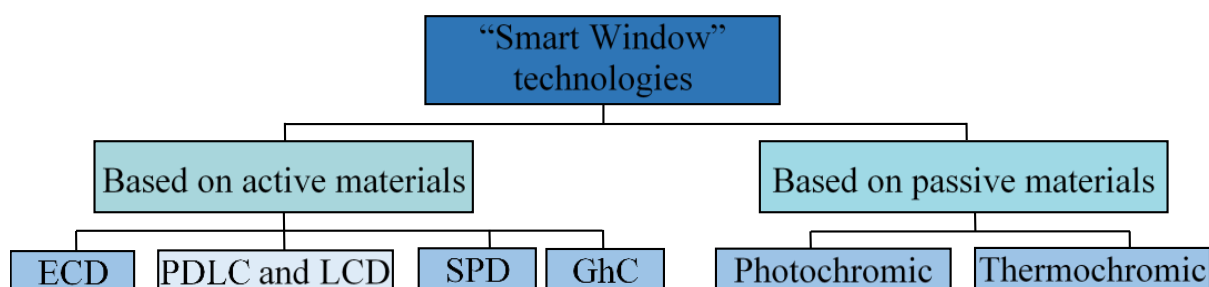 “Smart Window”
technologies
Based on active materials
Based on passive materials
ECD
PDLC and LCD
SPD
GhC
Photochromic
Thermochromic